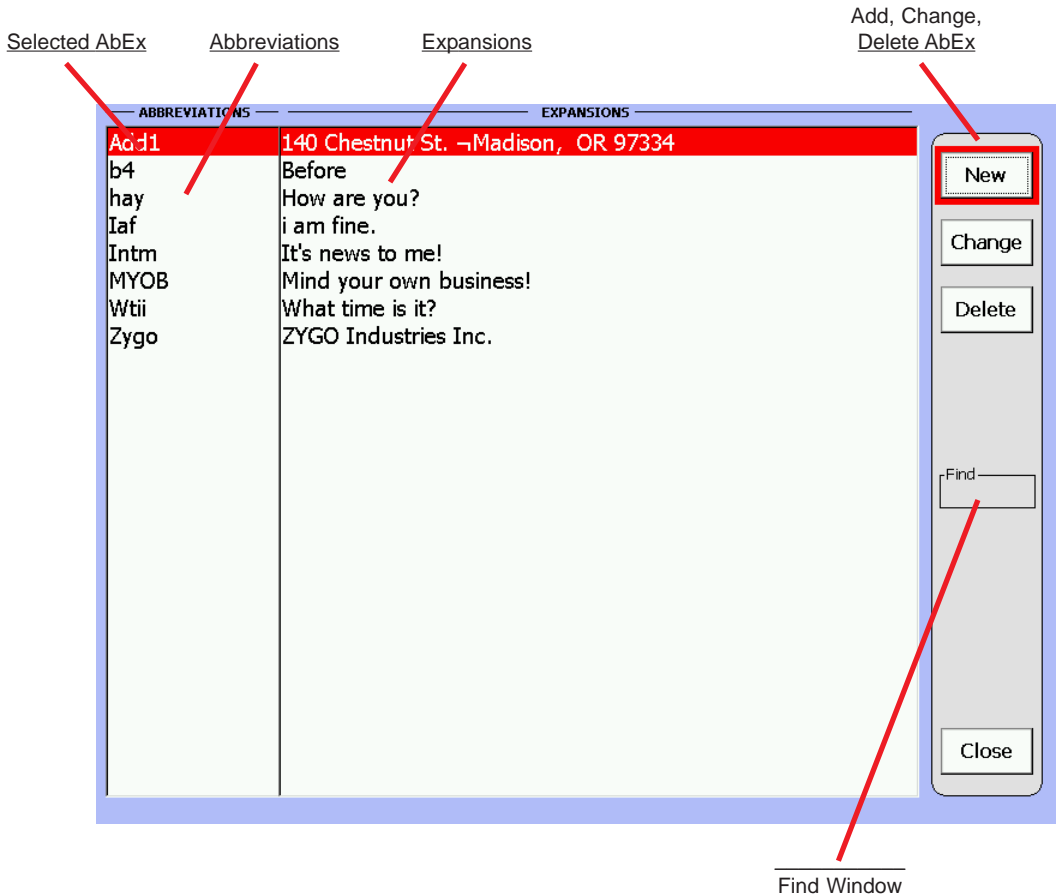 Add, Change,
Selected AbEx Abbreviations Expansions Delete AbEx
ABBREVIATIONS EXPANSIONS
Add1 140 Chestnut St. ¬Madison, OR 97334
b4 Before
hay How are you?
Iaf i am fine.
Intm It's news to me!
MYOB Mind your own business!
Wtii What time is it?
Zygo ZYGO Industries Inc.
New
Change
Delete
Find
Close
Find Window